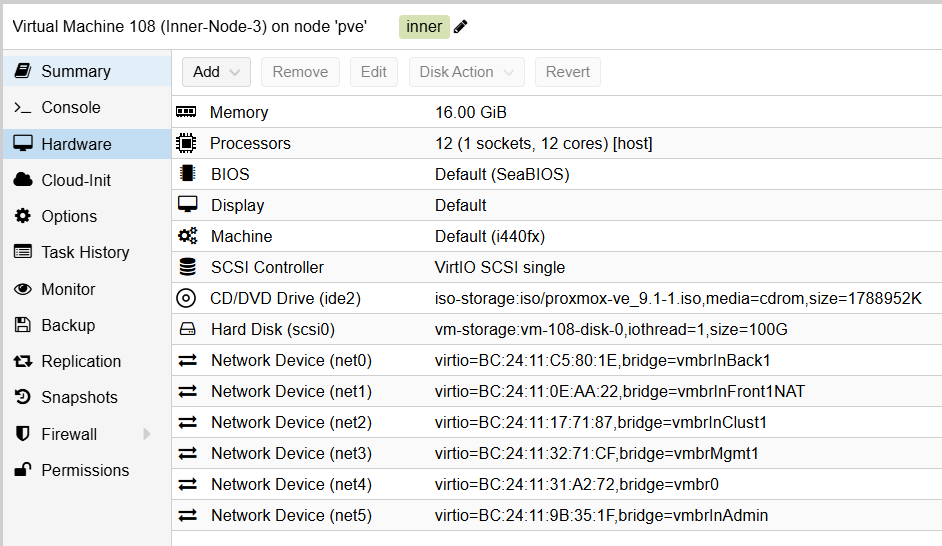 Virtual Machine 108 (Inner-Node-3) on node 'pve' inner
Summary
Console
Hardware
Cloud-Init
Options
Task History
Monitor
Backup
Replication
Snapshots
Firewall
Permissions
Add Remove Edit Disk Action Revert
Memory 16.00 GiB
Processors 12 (1 sockets, 12 cores) [host]
BIOS Default (SeaBIOS)
Display Default
Machine Default (i440fx)
SCSI Controller VirtIO SCSI single
CD/DVD Drive (ide2) iso-storage:iso/proxmox-ve_9.1-1.iso,media=cdrom,size=1788952K
Hard Disk (scsi0) vm-storage:vm-108-disk-0,iothread=1,size=100G
Network Device (net0) virtio=BC:24:11:C5:80:1E,bridge=vmbrInBack1
Network Device (net1) virtio=BC:24:11:0E:AA:22,bridge=vmbrInFront1NAT
Network Device (net2) virtio=BC:24:11:17:71:87,bridge=vmbrInClust1
Network Device (net3) virtio=BC:24:11:32:71:CF,bridge=vmbrMgmt1
Network Device (net4) virtio=BC:24:11:31:A2:72,bridge=vmbr0
Network Device (net5) virtio=BC:24:11:9B:35:1F,bridge=vmbrInAdmin